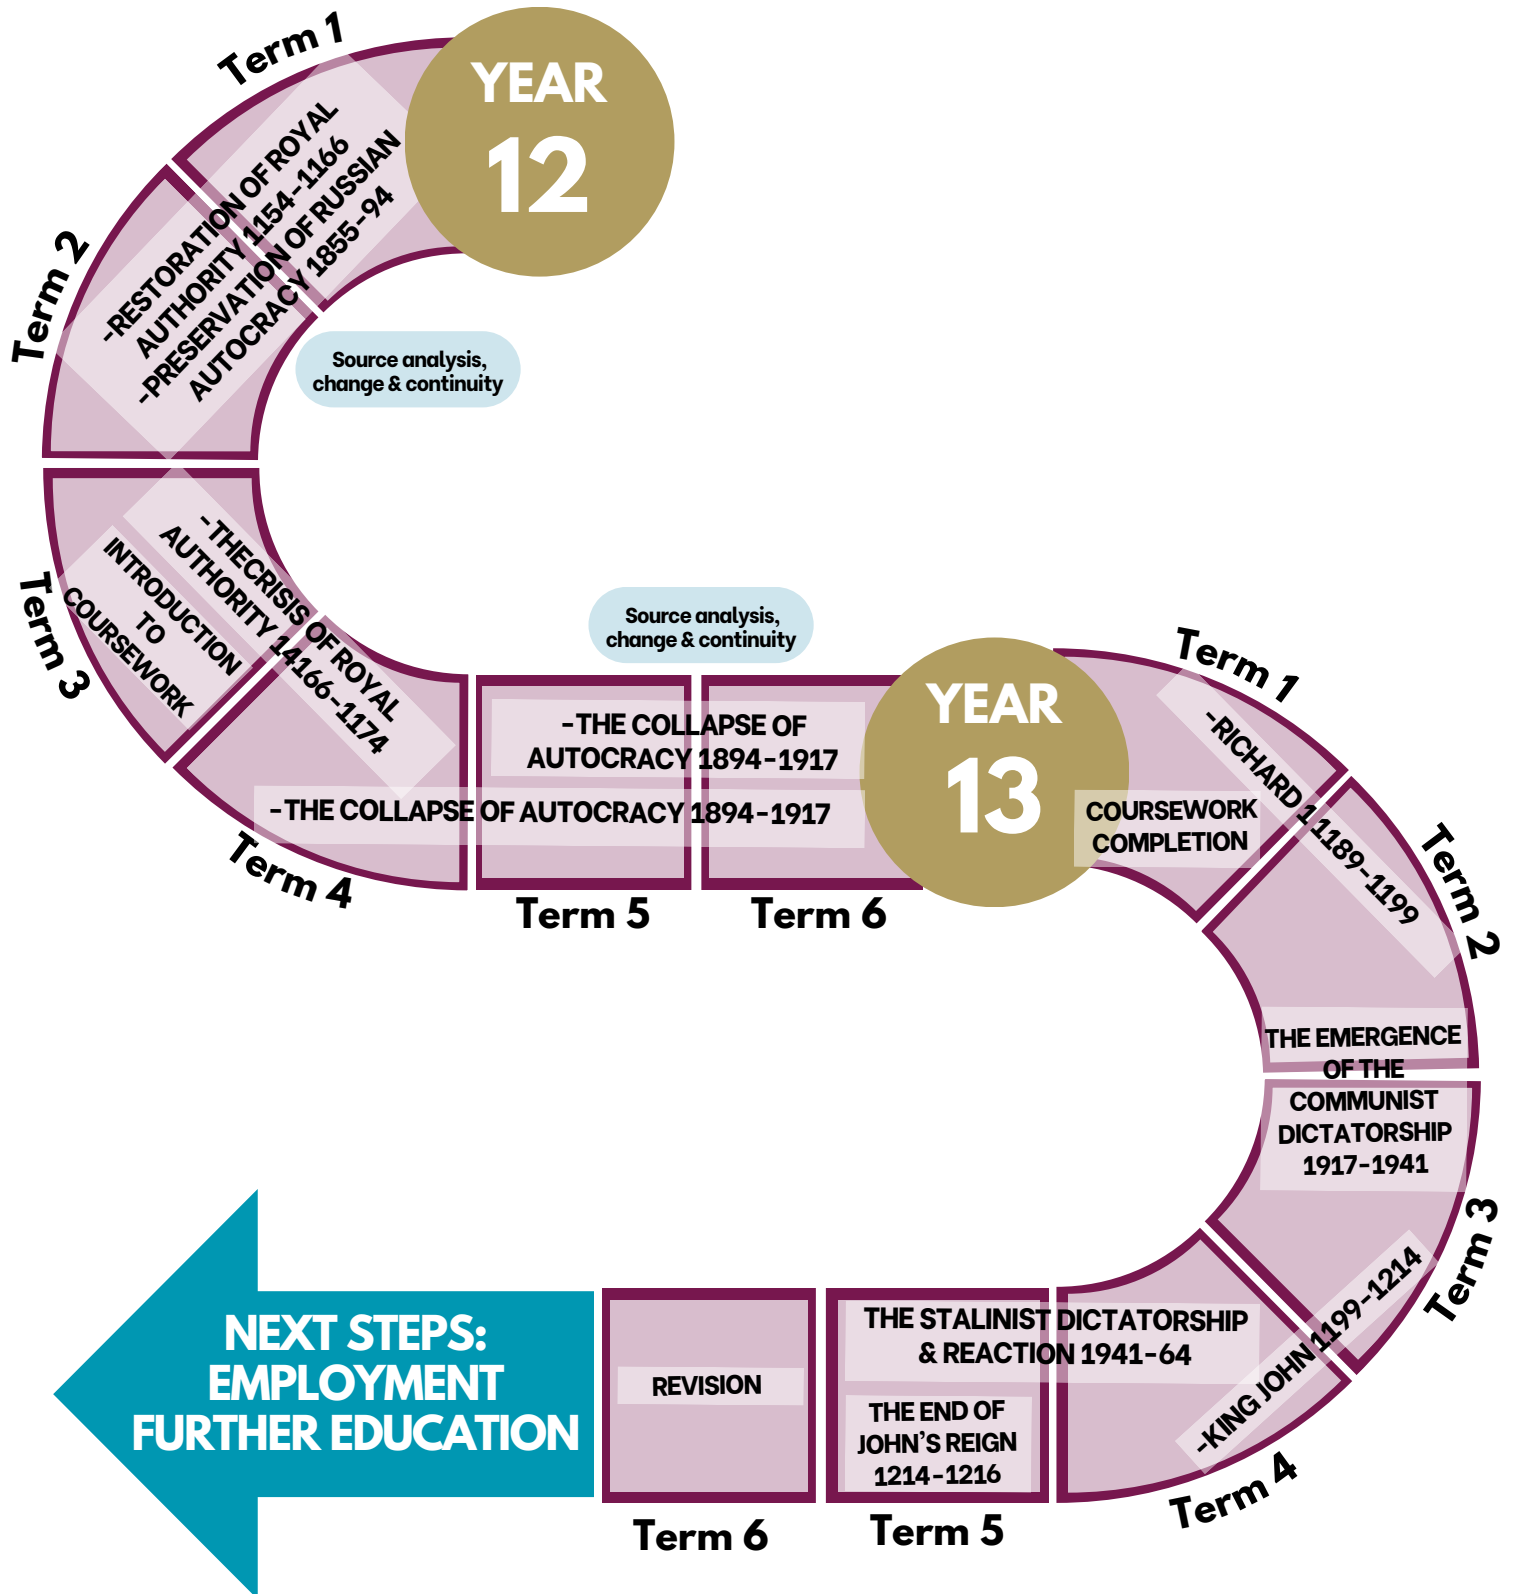 YEAR
12
Term 1
-RESTORATION OF ROYAL
AUTHORITY 1154-1166
-PRESERVATION OF RUSSIAN
AUTOCRACY 1855-94
Term 2
Source analysis,
change & continuity
-THECRISIS OF ROYAL
AUTHORITY 14166-1174
INTRODUCTION
TO
COURSEWORK
Term 3
Term 4
Source analysis,
change & continuity
-THE COLLAPSE OF
AUTOCRACY 1894-1917
-THE COLLAPSE OF AUTOCRACY 1894-1917
Term 5
Term 6
YEAR
13
Term 1
-RICHARD 1 1189-1199
COURSEWORK
COMPLETION
Term 2
THE EMERGENCE
OF THE
COMMUNIST
DICTATORSHIP
1917-1941
Term 3
-KING JOHN 1199-1214
Term 4
THE STALINIST DICTATORSHIP
& REACTION 1941-64
THE END OF
JOHN'S REIGN
1214-1216
Term 5
REVISION
Term 6
NEXT STEPS:
EMPLOYMENT
FURTHER EDUCATION